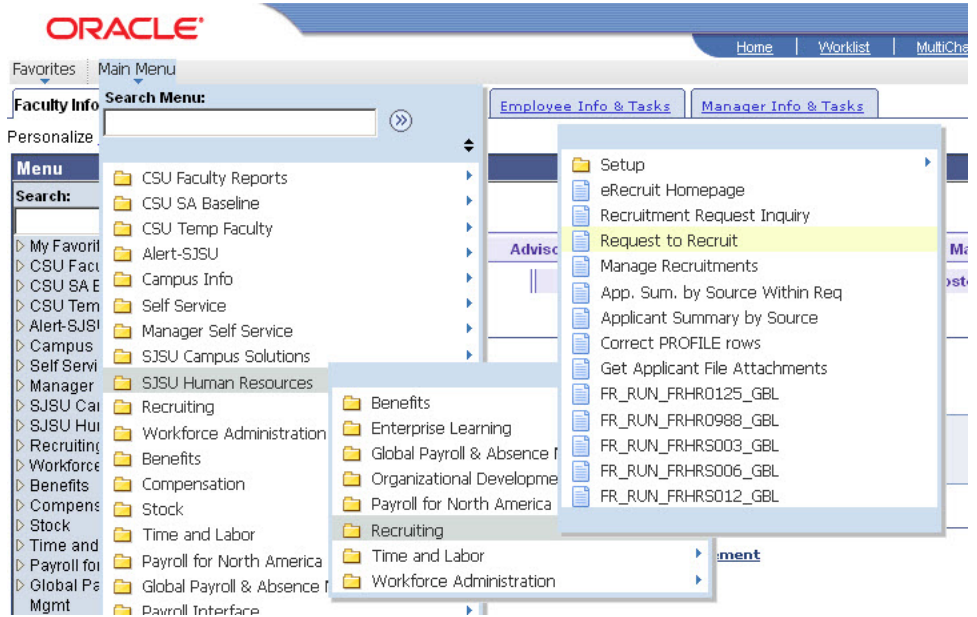 ORACLE'
Home | Worklist | MultiCha
Favorites Main Menu
Faculty Info
Search Menu:
Employee Info & Tasks
Manager Info & Tasks
Personalize
Menu
Search:
My Favorit
CSU Facu
CSU SA B
CSU Tem
Alert-SJSU
Campus
Self Servi
Manager
SJSU Cam
SJSU Hum
Recruiting
Workforce
Benefits
Compens
Stock
Time and
Payroll for
Global Pa
Mgmt
CSU Faculty Reports
CSU SA Baseline
CSU Temp Faculty
Alert-SJSU
Campus Info
Self Service
Manager Self Service
SJSU Campus Solutions
SJSU Human Resources
Recruiting
Workforce Administration
Benefits
Compensation
Stock
Time and Labor
Payroll for North America
Global Payroll & Absence
Payroll Interface
Benefits
Enterprise Learning
Global Payroll & Absence
Organizational Developme
Payroll for North America
Recruiting
Time and Labor
Workforce Administration
Setup
eRecruit Homepage
Recruitment Request Inquiry
Request to Recruit
Manage Recruitments
App. Sum. by Source Within Req
Applicant Summary by Source
Correct PROFILE rows
Get Applicant File Attachments
FR_RUN_FRHR0125_GBL
FR_RUN_FRHR0988_GBL
FR_RUN_FRHRS003_GBL
FR_RUN_FRHRS006_GBL
FR_RUN_FRHRS012_GBL
Adviso
Ma
oste
ement